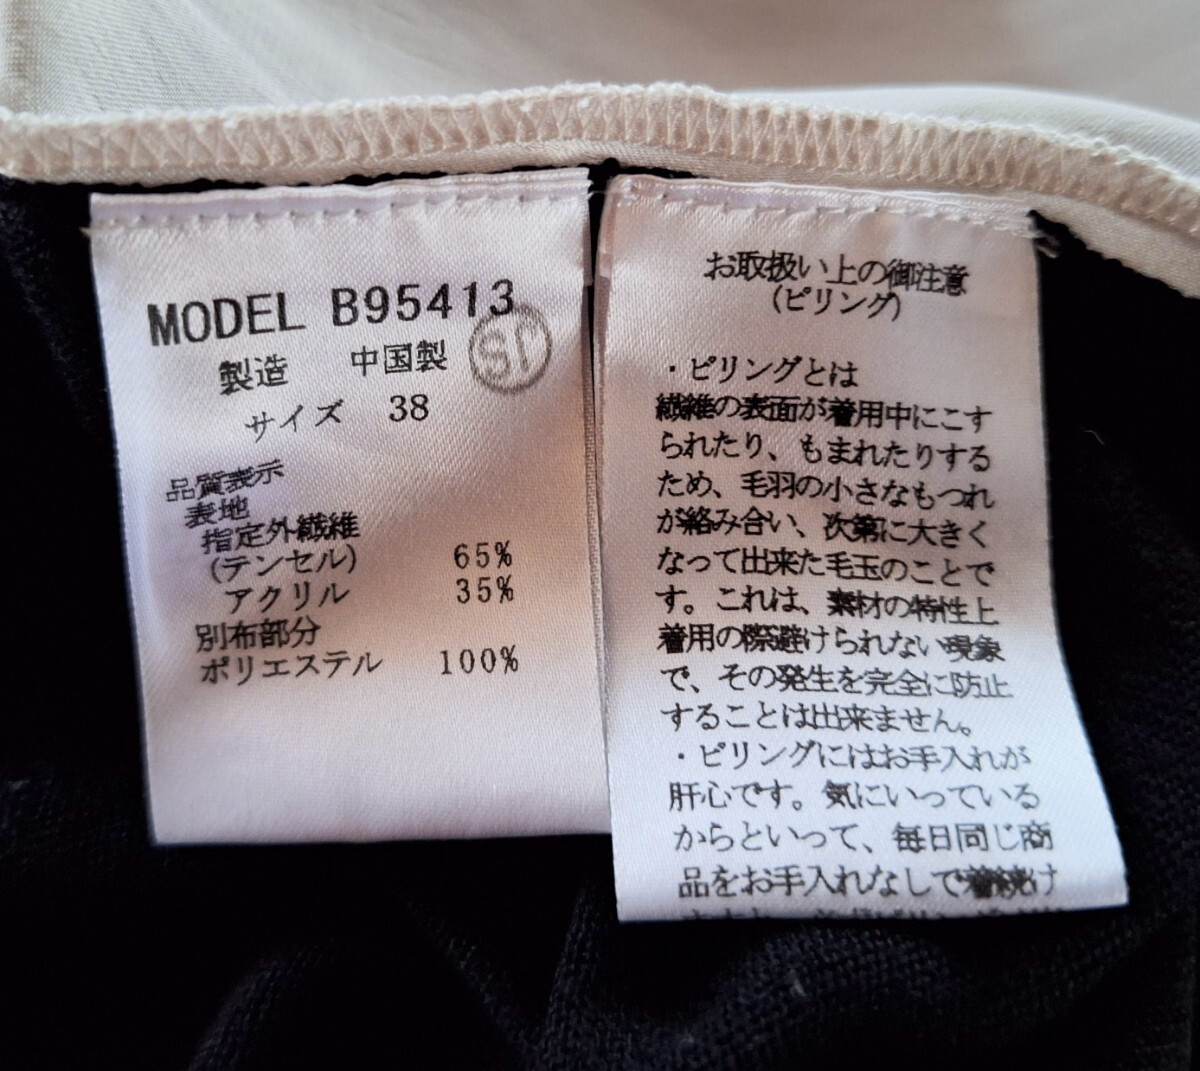 MODEL B95413
製造 中国製
サイズ 38
品質表示
表地
指定外繊維
(テンセル) 65%
アクリル 35%
別布部分
ポリエステル 100%
お取扱い上の御注意
(ピリング)
・ピリングとは
繊維の表面が着用中にこす
られたり、もまれたりする
ため、毛羽の小さなもつれ
が絡み合い、次第に大きく
なって出来た毛玉のことで
す。これは、素材の特性上
着用の際避けられない現象
で、その発生を完全に防止
することは出来ません。
・ピリングにはお手入れが
肝心です。気にいっている
からといって、毎日同じ商
品をお手入れなしで着続け